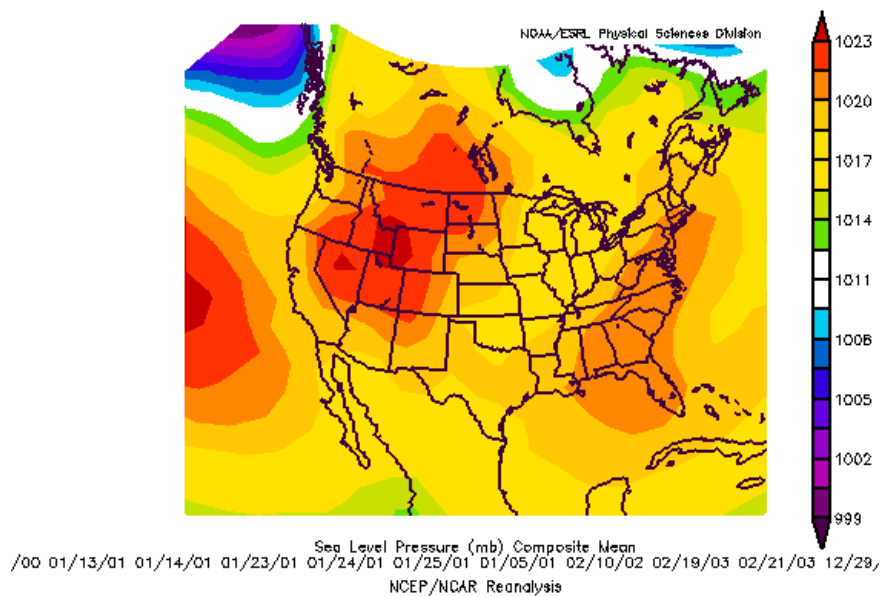 NOAA/ESRL Physical Sciences Division
1023
1020
1017
1014
1011
1008
1005
1002
999
Sea Level Pressure (mb) Composite Mean
/00 01/13/01 01/14/01 01/23/01 01/24/01 01/25/01 01/05/01 02/10/02 02/19/03 02/21/03 12/29/
NCEP/NCAR Reanalysis